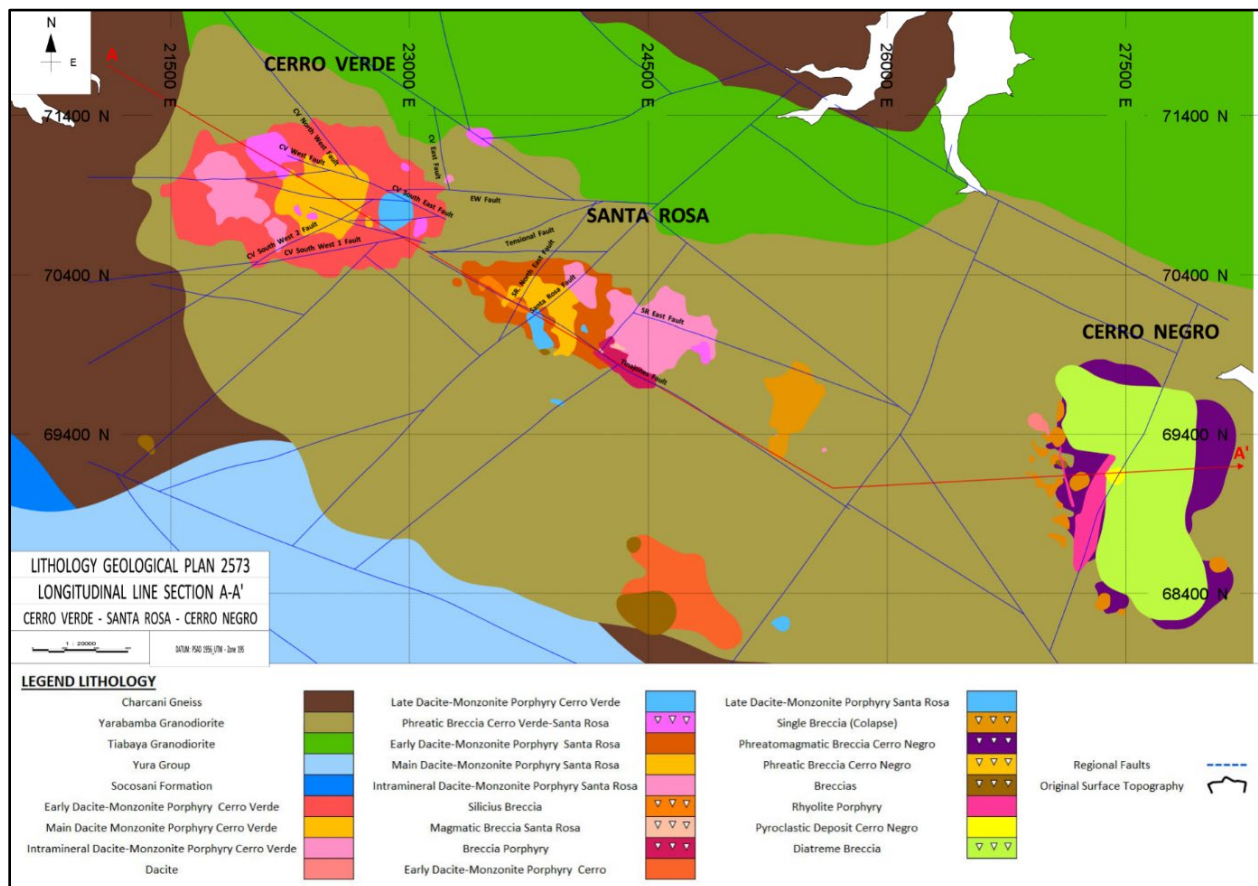 N
E
A
21500 E
23000 E
24500 E
26000 E
27500 E
CERRO VERDE
71400 N
71400 N
CV North West Fault
CV West Fault
CV East Fault
CV South East Fault
EW Fault
SANTA ROSA
CV South West 2 Fault
CV South West 1 Fault
Tensional Fault
70400 N
70400 N
SR. North East Fault
Santa Rosa Fault
SR East Fault
CERRO NEGRO
Tinajillas Fault
69400 N
69400 N
A'
68400 N
LITHOLOGY GEOLOGICAL PLAN 2573
LONGITUDINAL LINE SECTION A-A'
CERRO VERDE - SANTA ROSA - CERRO NEGRO
1 : 20000
DATUM: PSAD 1956_UTM - Zone 19S
LEGEND LITHOLOGY
Charcani Gneiss
Yarabamba Granodiorite
Tiabaya Granodiorite
Yura Group
Socosani Formation
Early Dacite-Monzonite Porphyry Cerro Verde
Main Dacite Monzonite Porphyry Cerro Verde
Intramineral Dacite-Monzonite Porphyry Cerro Verde
Dacite
Late Dacite-Monzonite Porphyry Cerro Verde
Phreatic Breccia Cerro Verde-Santa Rosa
Early Dacite-Monzonite Porphyry Santa Rosa
Main Dacite-Monzonite Porphyry Santa Rosa
Intramineral Dacite-Monzonite Porphyry Santa Rosa
Silicius Breccia
Magmatic Breccia Santa Rosa
Breccia Porphyry
Early Dacite-Monzonite Porphyry Cerro
Late Dacite-Monzonite Porphyry Santa Rosa
Single Breccia (Colapse)
Phreatomagmatic Breccia Cerro Negro
Phreatic Breccia Cerro Negro
Breccias
Rhyolite Porphyry
Pyroclastic Deposit Cerro Negro
Diatreme Breccia
Regional Faults
Original Surface Topography